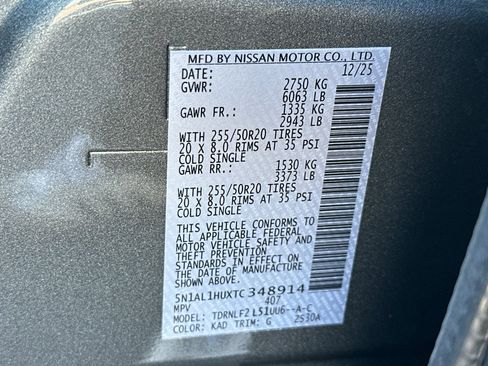 MFD BY NISSAN MOTOR CO., LTD.
DATE: 12/25
GVWR: 2750 KG
6063 LB
GAWR FR.: 1335 KG
2943 LB
WITH 255/50R20 TIRES
20 x 8.0 RIMS AT 35 PSI
COLD SINGLE
GAWR RR.: 1530 KG
3373 LB
WITH 255/50R20 TIRES
20 x 8.0 RIMS AT 35 PSI
COLD SINGLE
THIS VEHICLE CONFORMS TO
ALL APPLICABLE FEDERAL
MOTOR VEHICLE SAFETY AND
THEFT PREVENTION
STANDARDS IN EFFECT ON
THE DATE OF MANUFACTURE
SHOWN ABOVE.
5N1AL1HUXTC348914
MPV 407
MODEL: TDRNLF2 L51UU6--A-C
COLOR: KAD TRIM: G 2S30A